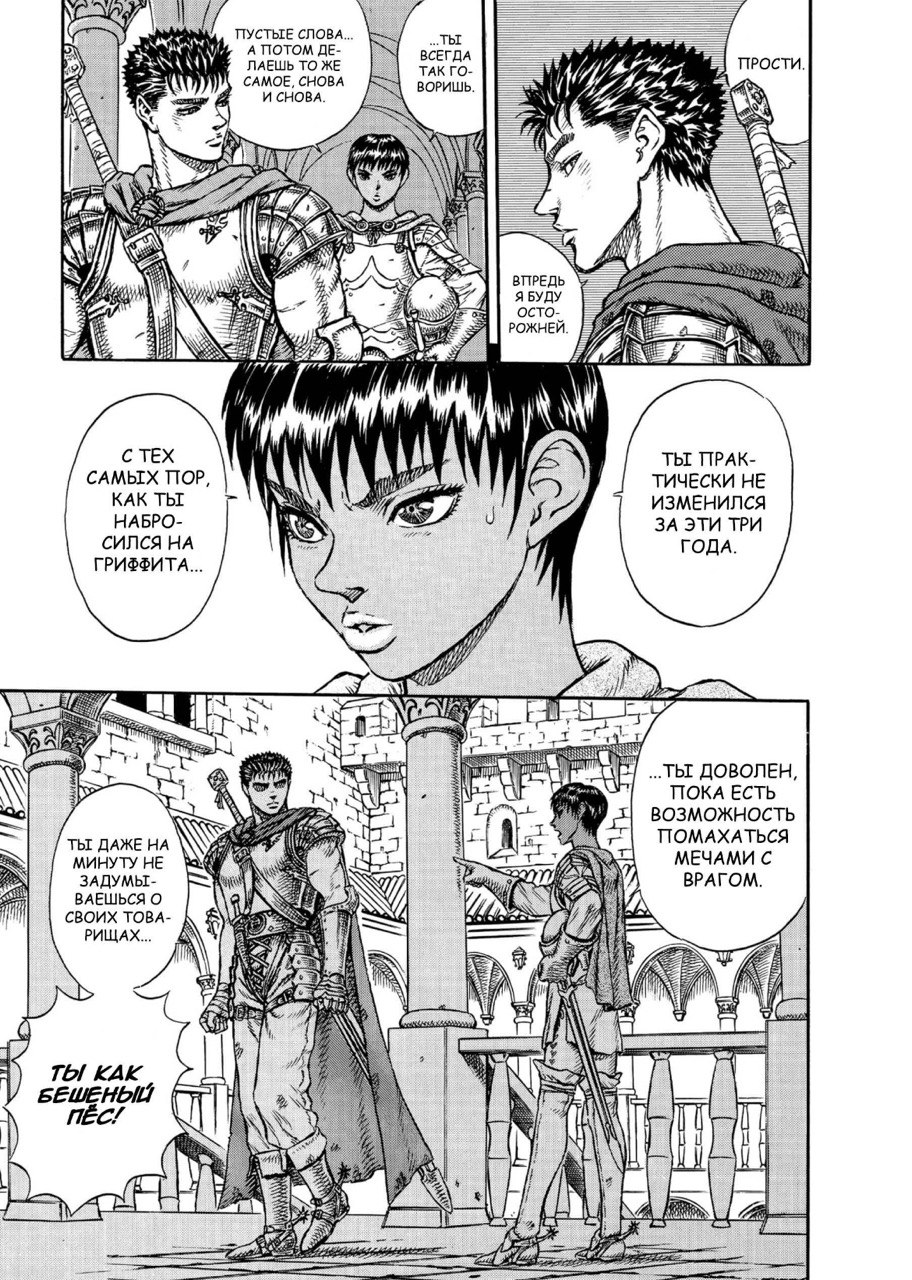 ПРОСТИ.
ВПРЕДЬ
Я БУДУ
ОСТО-
РОЖНЕЙ.
...ТЫ
ВСЕГДА
ТАК ГО-
ВОРИШЬ.
ПУСТЫЕ СЛОВА...
А ПОТОМ ДЕ-
ЛАЕШЬ ТО ЖЕ
САМОЕ, СНОВА
И СНОВА.
ТЫ ПРАК-
ТИЧЕСКИ НЕ
ИЗМЕНИЛСЯ
ЗА ЭТИ ТРИ
ГОДА.
С ТЕХ
САМЫХ ПОР,
КАК ТЫ
НАБРО-
СИЛСЯ НА
ГРИФФИТА...
...ТЫ ДОВОЛЕН,
ПОКА ЕСТЬ
ВОЗМОЖНОСТЬ
ПОМАХАТЬСЯ
МЕЧАМИ С
ВРАГОМ.
ТЫ ДАЖЕ НА
МИНУТУ НЕ
ЗАДУМЫ-
ВАЕШЬСЯ О
СВОИХ ТОВА-
РИЩАХ...
ТЫ КАК
БЕШЕНЫЙ
ПЁС!